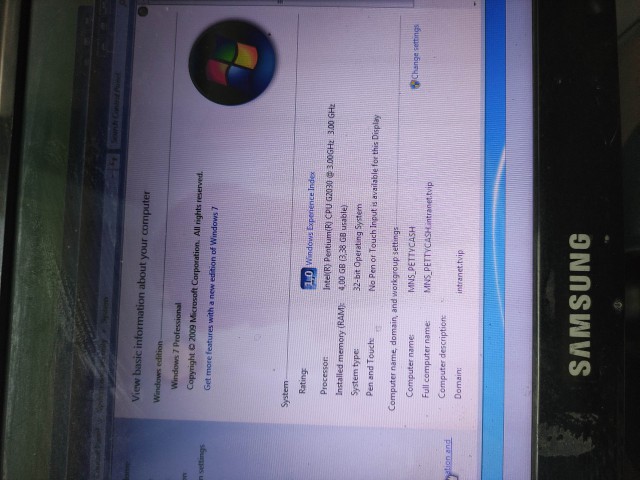 Search Control Panel
View basic information about your computer
Windows edition
Windows 7 Professional
Copyright © 2009 Microsoft Corporation. All rights reserved.
Get more features with a new edition of Windows 7
System
Rating: 1.0 Windows Experience Index
Processor: Intel(R) Pentium(R) CPU G2030 @ 3.00GHz 3.00 GHz
Installed memory (RAM): 4,00 GB (3,38 GB usable)
System type: 32-bit Operating System
Pen and Touch: No Pen or Touch Input is available for this Display
Computer name, domain, and workgroup settings
Computer name: MNS_PETTYCASH Change settings
Full computer name: MNS_PETTYCASH.intranet.tvip
Computer description:
Domain: intranet.tvip
settings
SAMSUNG